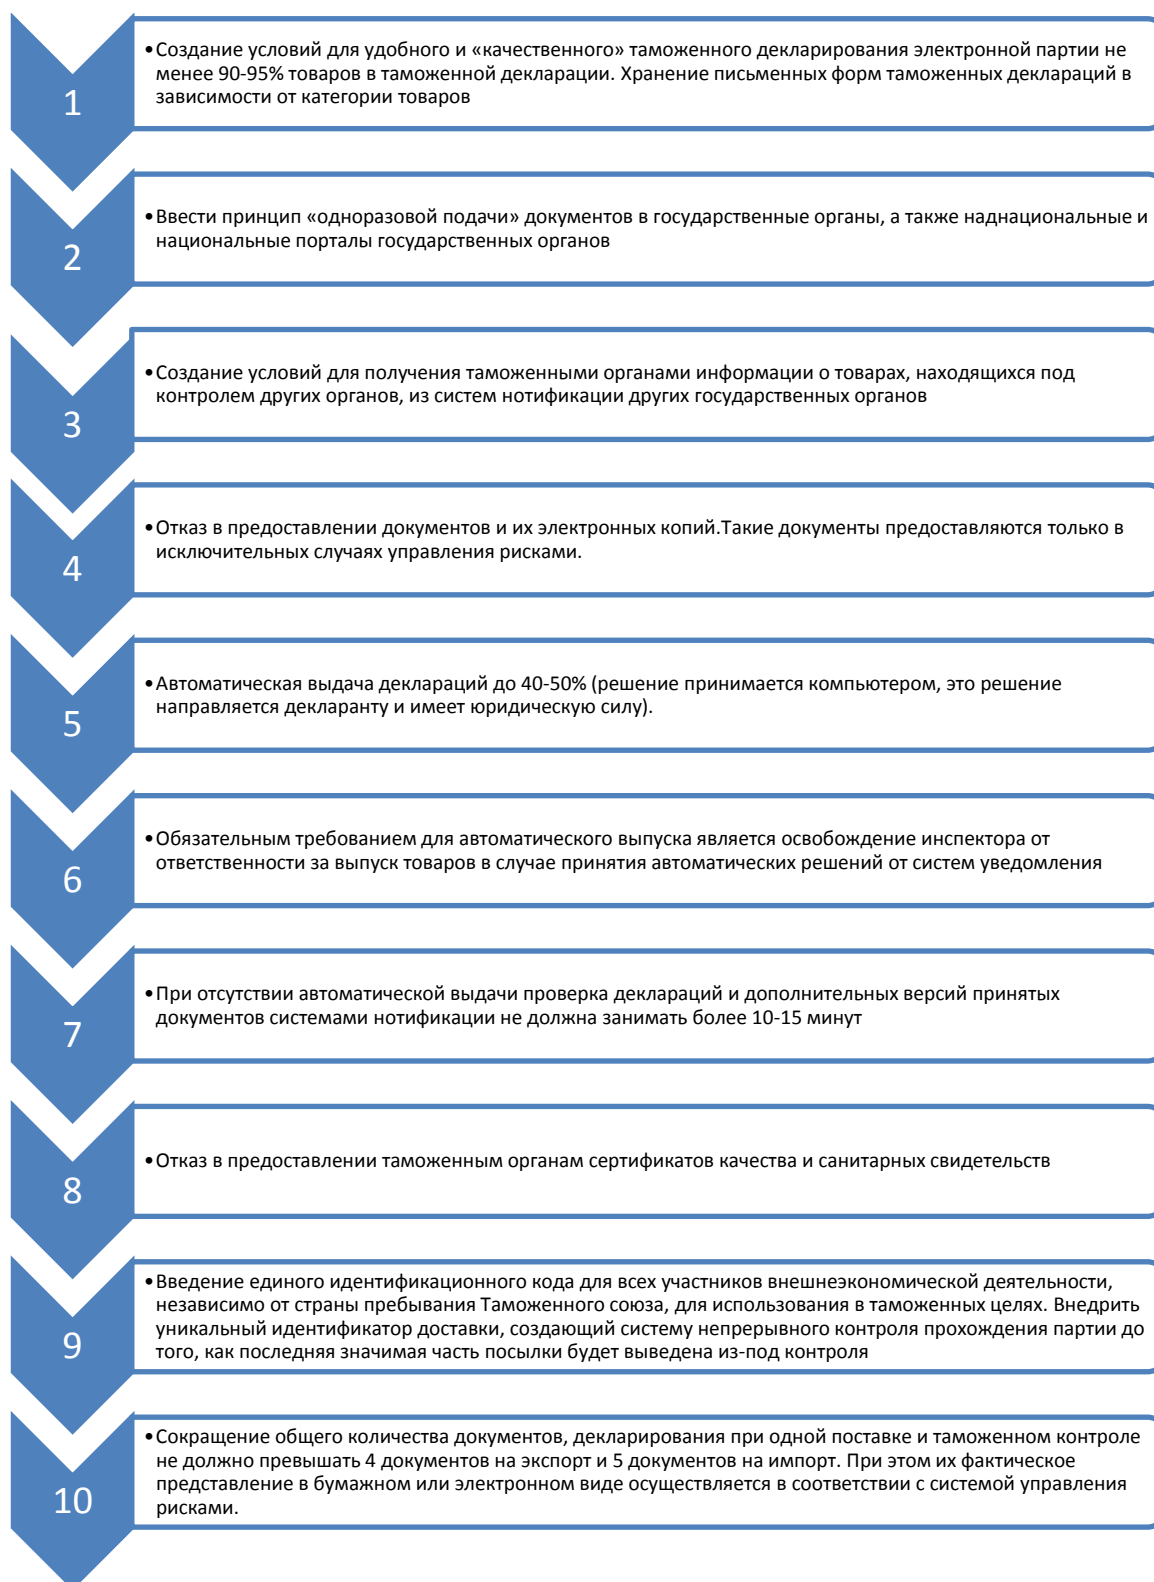 1
•Создание условий для удобного и «качественного» таможенного декларирования электронной партии не
менее 90-95% товаров в таможенной декларации. Хранение письменных форм таможенных деклараций в
зависимости от категории товаров
2
•Ввести принцип «одноразовой подачи» документов в государственные органы, а также наднациональные и
национальные порталы государственных органов
3
•Создание условий для получения таможенными органами информации о товарах, находящихся под
контролем других органов, из систем нотификации других государственных органов
4
•Отказ в предоставлении документов и их электронных копий.Такие документы предоставляются только в
исключительных случаях управления рисками.
5
•Автоматическая выдача деклараций до 40-50% (решение принимается компьютером, это решение
направляется декларанту и имеет юридическую силу).
6
•Обязательным требованием для автоматического выпуска является освобождение инспектора от
ответственности за выпуск товаров в случае принятия автоматических решений от систем уведомления
7
•При отсутствии автоматической выдачи проверка деклараций и дополнительных версий принятых
документов системами нотификации не должна занимать более 10-15 минут
8
•Отказ в предоставлении таможенным органам сертификатов качества и санитарных свидетельств
9
•Введение единого идентификационного кода для всех участников внешнеэкономической деятельности,
независимо от страны пребывания Таможенного союза, для использования в таможенных целях. Внедрить
уникальный идентификатор доставки, создающий систему непрерывного контроля прохождения партии до
того, как последняя значимая часть посылки будет выведена из-под контроля
10
•Сокращение общего количества документов, декларирования при одной поставке и таможенном контроле
не должно превышать 4 документов на экспорт и 5 документов на импорт. При этом их фактическое
представление в бумажном или электронном виде осуществляется в соответствии с системой управления
рисками.